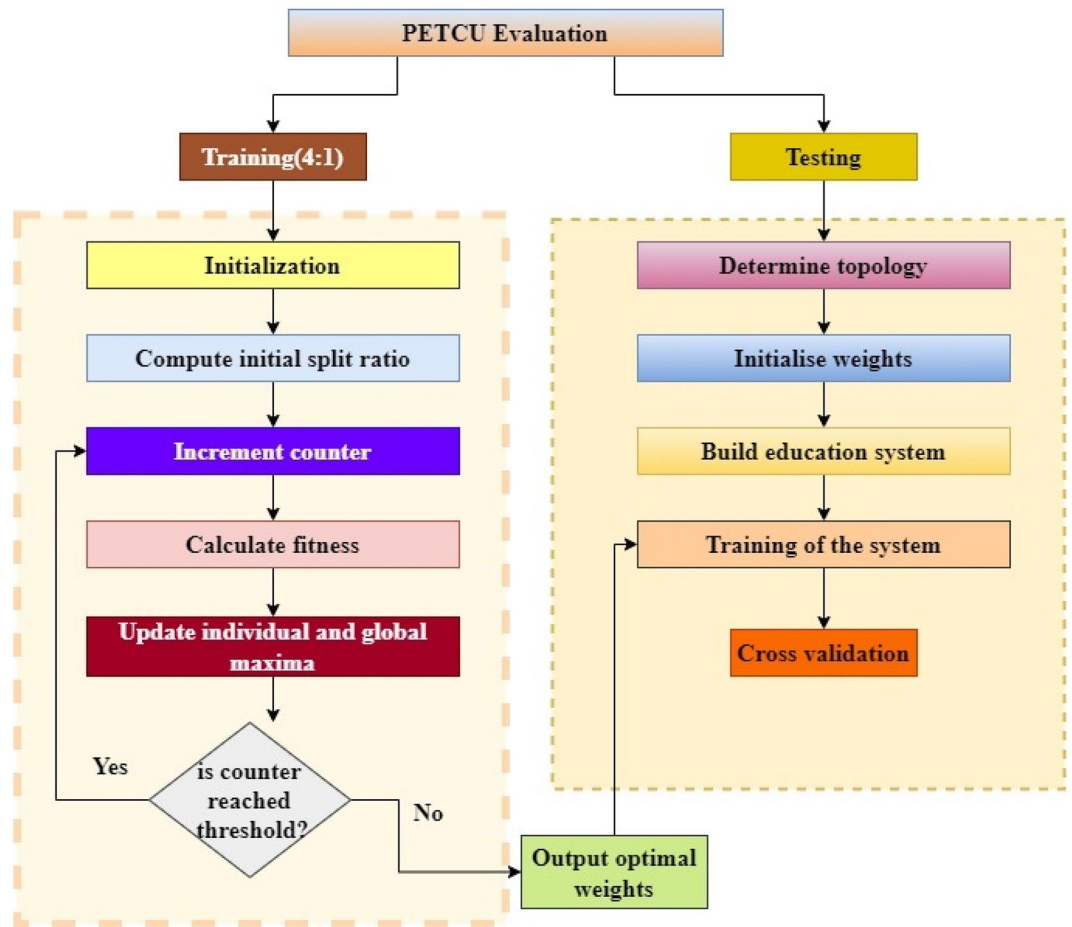 PETCU Evaluation
Training(4:1)
Testing
Initialization
Compute initial split ratio
Increment counter
Calculate fitness
Update individual and global
maxima
Yes
is counter
reached
threshold?
No
Output optimal
weights
Determine topology
Initialise weights
Build education system
Training of the system
Cross validation